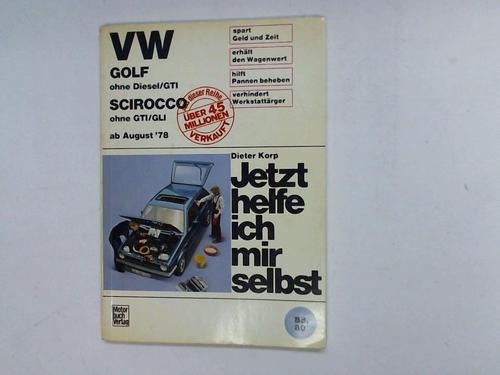 VW
GOLF
ohne Diesel/GTI
SCIROCCO
ohne GTI/GLI
ab August '78
spart
Geld und Zeit
erhält
den Wagenwert
hilft
Pannen beheben
verhindert
Werkstattärger
dieser Reihe
ÜBER 4,5
MILLIONEN
VERKAUFT
Dieter Korp
Jetzt
helfe
ich
mir
selbst
Motor
buch
Verlag
Bd.